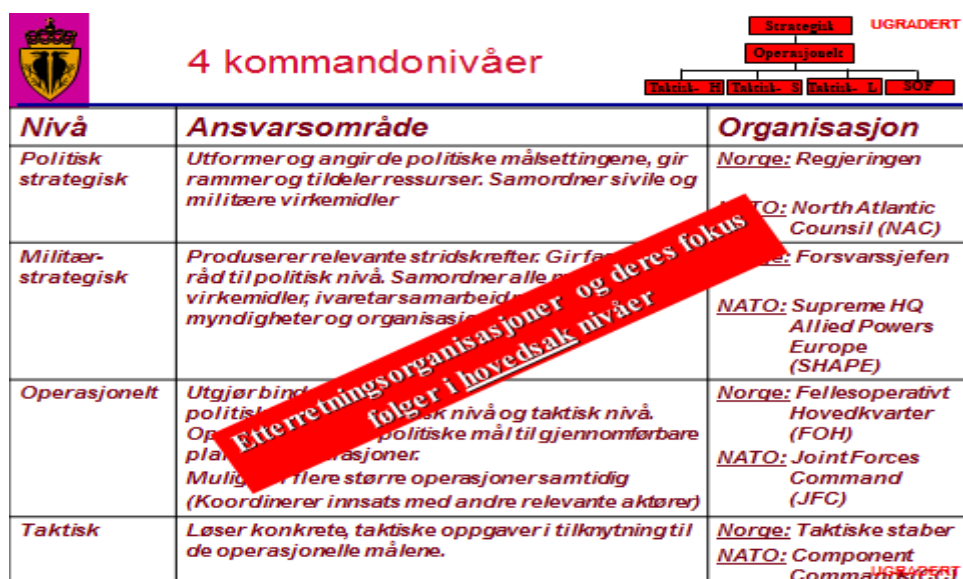 Strategisk
UGRADERT
4 kommandonivåer
Operasjonelt
Taktisk- H Taktisk- S Taktisk- L SOF
Nivå
Ansvarsområde
Organisasjon
Politisk
strategisk
Utformer og angir de politiske målsettingene, gir
rammer og tildeler ressurser. Samordner sivile og
militære virkemidler
Norge: Regjeringen
NATO: North Atlantic
Counsil (NAC)
Militær-
strategisk
Produserer relevante stridskrefter. Gir
råd til politisk nivå. Samordner alle
virkemidler, ivaretar samarbeid
myndigheter og
Forsvarssjefen
NATO: Supreme HQ
Allied Powers
Europe
(SHAPE)
Etterretningsorganisasjoner og deres fokus
følger i hovedsak nivåer
Operasjonelt
Utgjør
nivå og taktisk nivå.
politiske mål til gjennomførbare
flere større operasjoner samtidig
(Koordinerer innsats med andre relevante aktører)
Norge: Fellesoperativt
Hovedkvarter
(FOH)
NATO: Joint Forces
Command
(JFC)
Taktisk
Løser konkrete, taktiske oppgaver i tilknytning til
de operasjonelle målene.
Norge: Taktiske staber
NATO: Component
UGRADERT